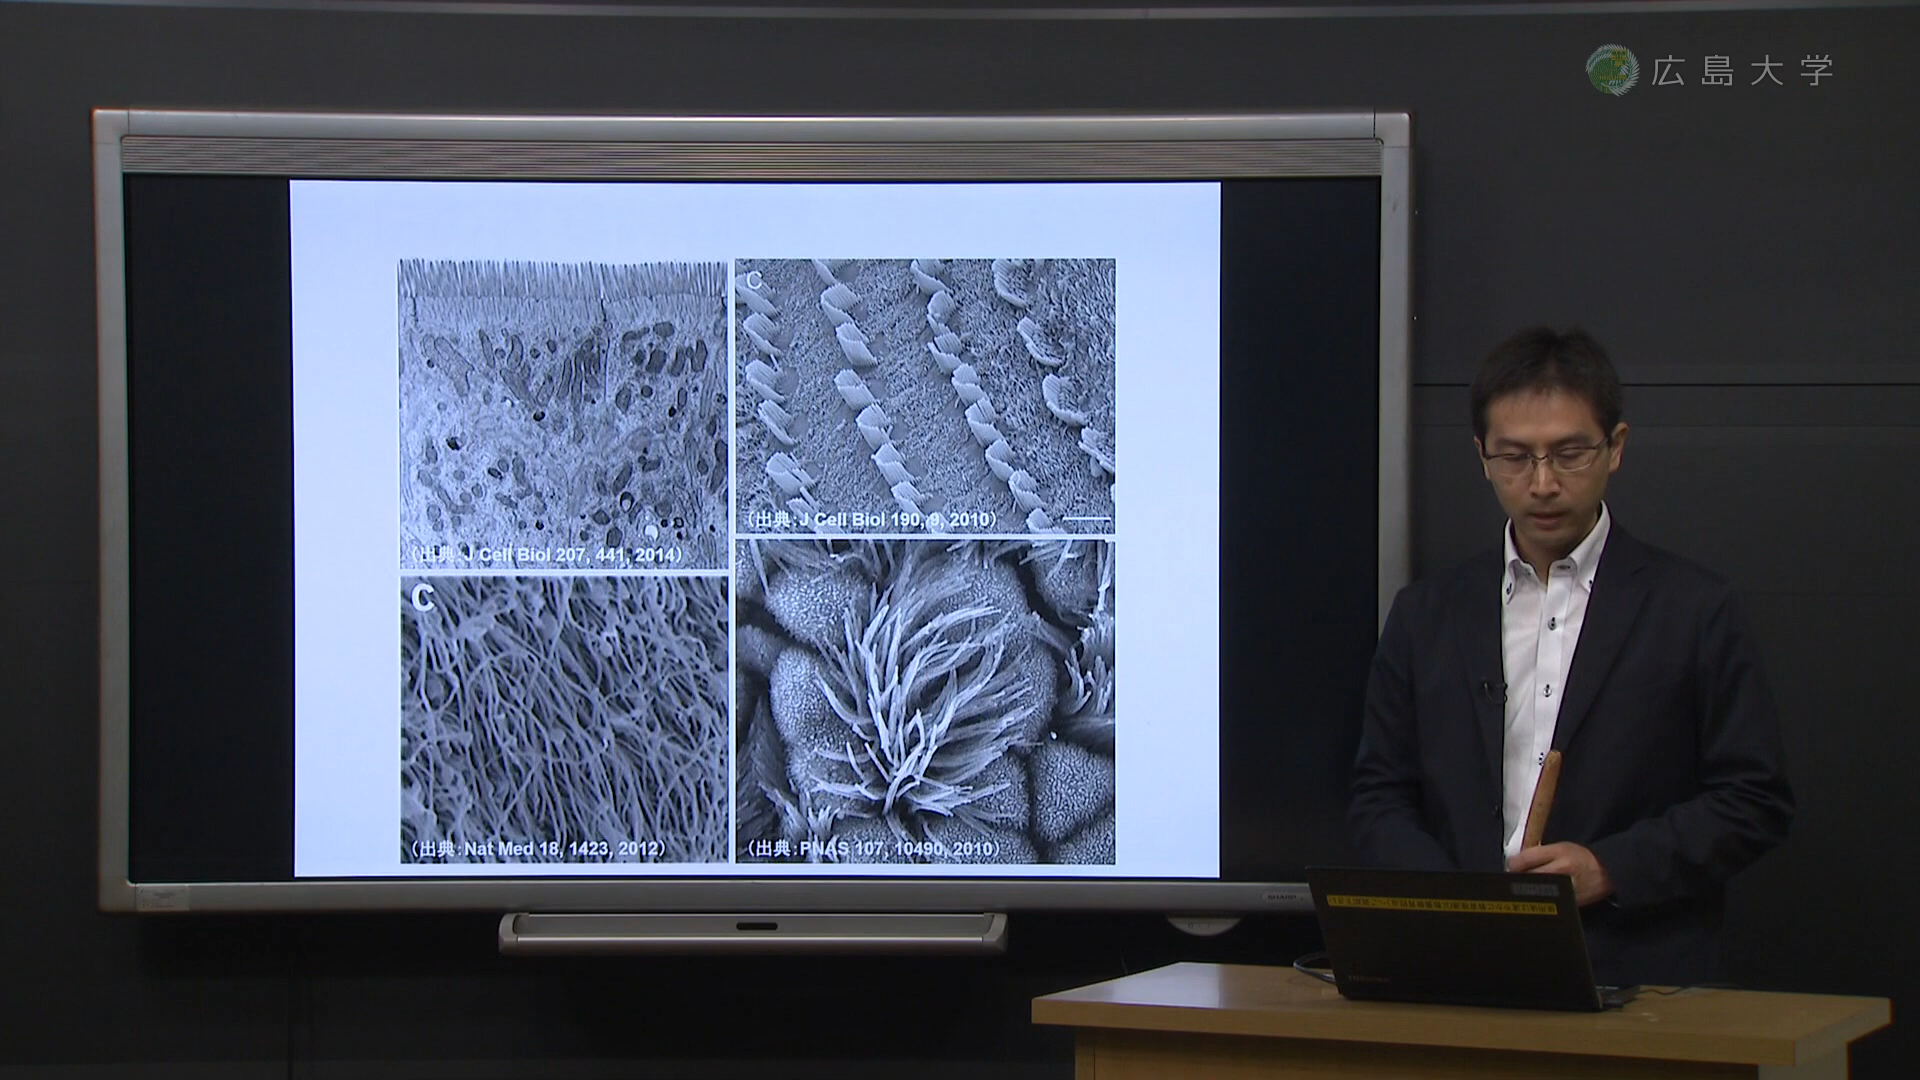 広島大学
C
(出典:J Cell Biol 190, 9, 2010)
(出典:J Cell Biol 207, 441, 2014)
C
(出典:Nat Med 18, 1423, 2012)
(出典:PNAS 107, 10490, 2010)
SHARP